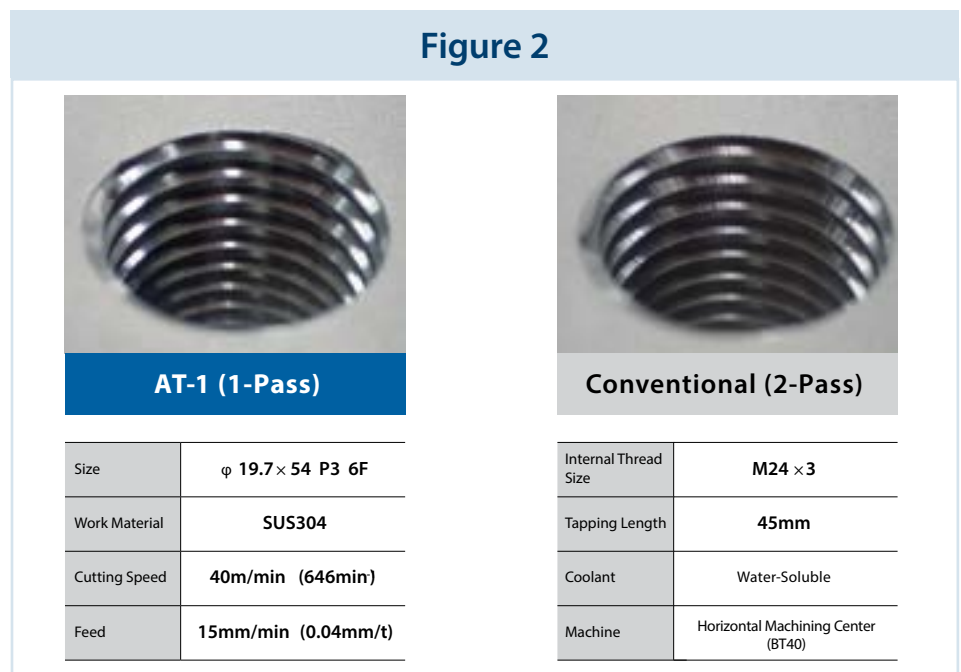 Figure 2
AT-1 (1-Pass)
Conventional (2-Pass)
Size
φ 19.7 × 54 P3 6F
Work Material
SUS304
Cutting Speed
40m/min (646min⁻)
Feed
15mm/min (0.04mm/t)
Internal Thread
Size
M24 × 3
Tapping Length
45mm
Coolant
Water-Soluble
Machine
Horizontal Machining Center
(BT40)